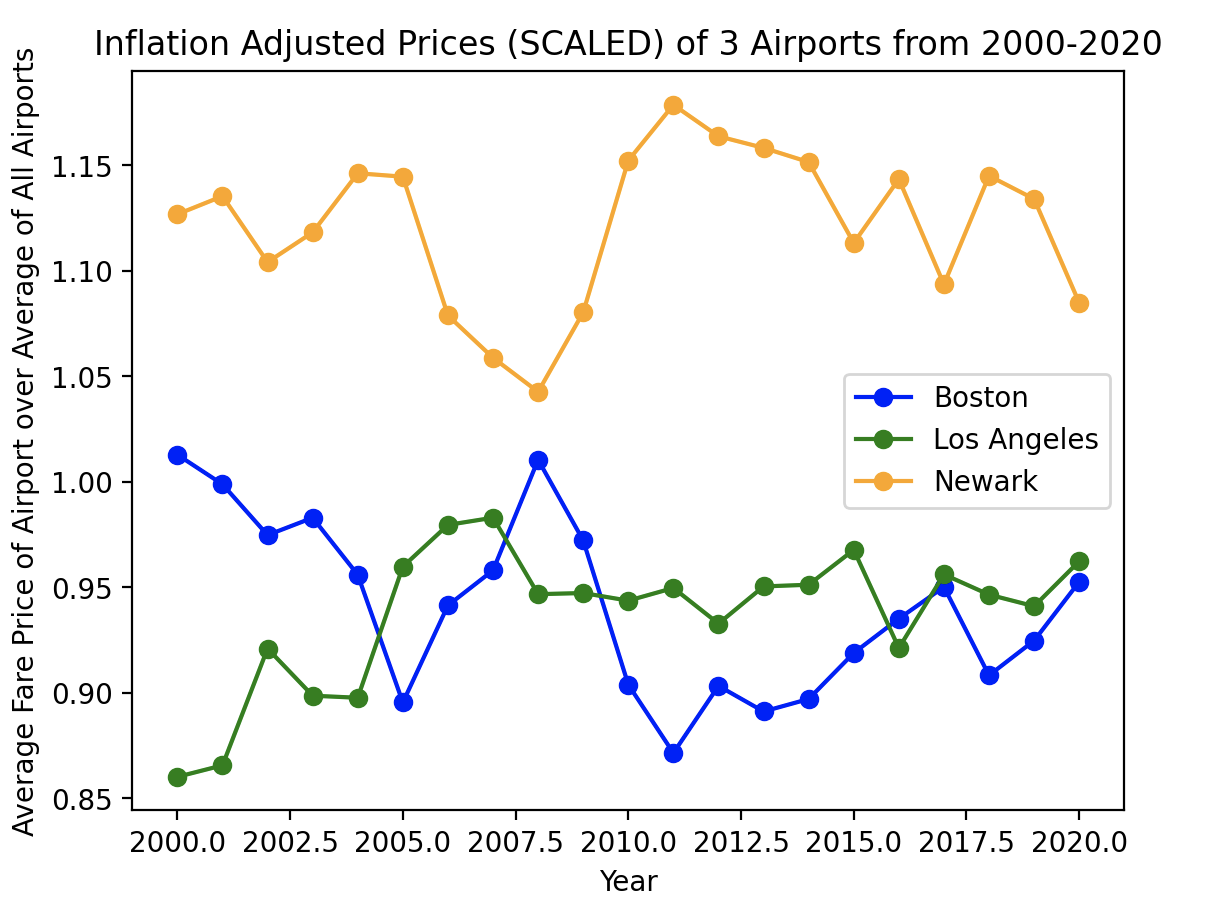 Inflation Adjusted Prices (SCALED) of 3 Airports from 2000-2020
Average Fare Price of Airport over Average of All Airports
1.15
1.10
1.05
1.00
0.95
0.90
0.85
Boston
Los Angeles
Newark
2000.0 2002.5 2005.0 2007.5 2010.0 2012.5 2015.0 2017.5 2020.0
Year